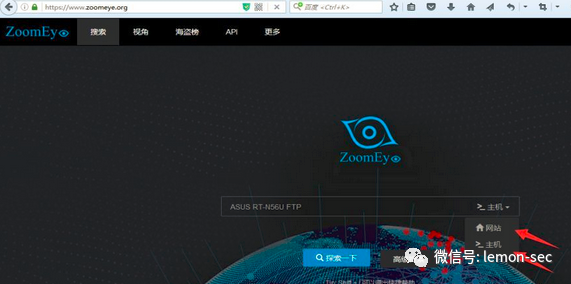 https://www.zoomeye.org
百度 <Ctrl+K>
ZoomEye
搜索
视角
海盗榜
API
更多
ZoomEye
ASUS RT-N56U FTP
主机
网站
主机
探索一下
高级
微信号: lemon-sec